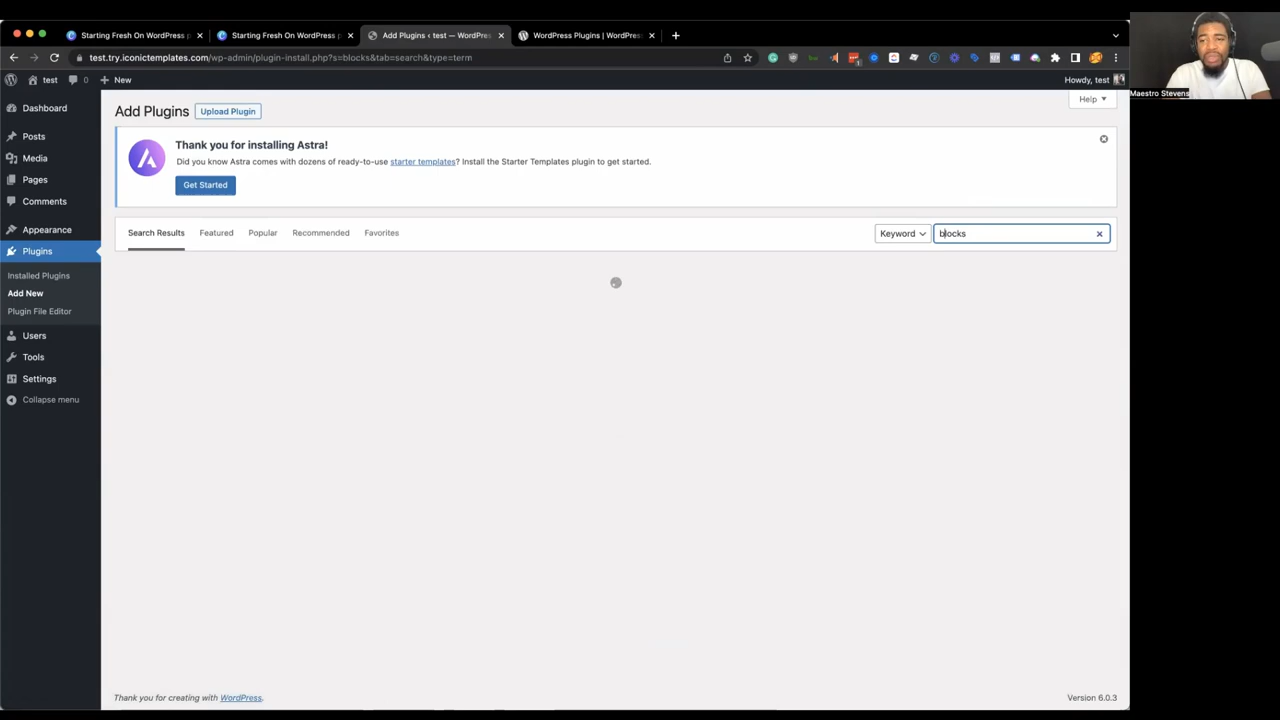 Starting Fresh On WordPress p
Starting Fresh On WordPress p
Add Plugins ‹ test — WordPress
WordPress Plugins | WordPress
test.try.iconictemplates.com/wp-admin/plugin-install.php?s=blocks&tab=search&type=term
test
0
New
Howdy, test
Maestro Stevens
Dashboard
Posts
Media
Pages
Comments
Appearance
Plugins
Installed Plugins
Add New
Plugin File Editor
Users
Tools
Settings
Collapse menu
Add Plugins
Upload Plugin
Help
Thank you for installing Astra!
Did you know Astra comes with dozens of ready-to-use starter templates? Install the Starter Templates plugin to get started.
Get Started
Search Results
Featured
Popular
Recommended
Favorites
Keyword
blocks
Thank you for creating with WordPress.
Version 6.0.3